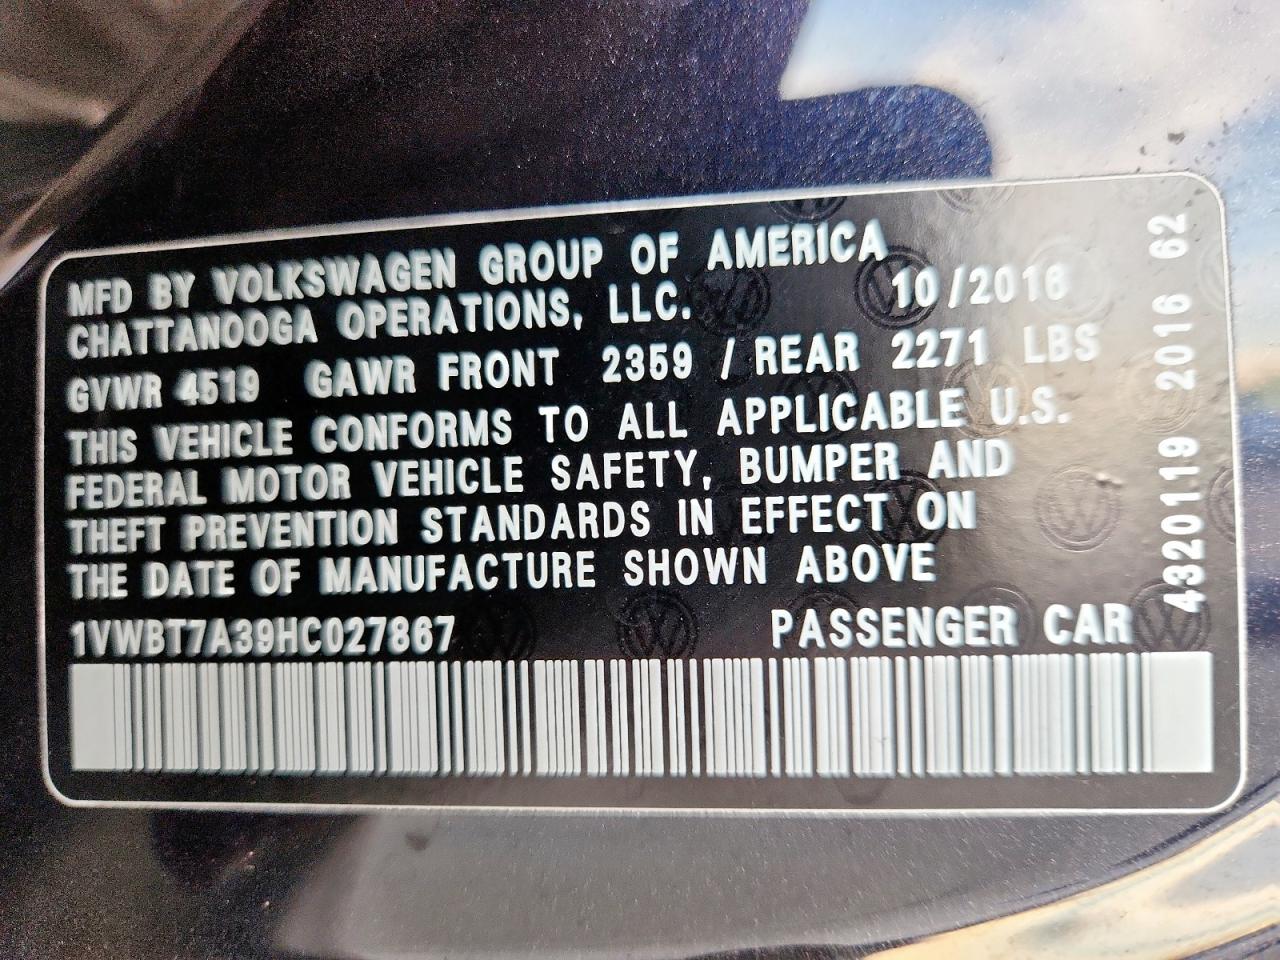 MFD BY VOLKSWAGEN GROUP OF AMERICA
CHATTANOOGA OPERATIONS, LLC. 10/2016
GVWR 4519 GAWR FRONT 2359 / REAR 2271 LBS
THIS VEHICLE CONFORMS TO ALL APPLICABLE U.S.
FEDERAL MOTOR VEHICLE SAFETY, BUMPER AND
THEFT PREVENTION STANDARDS IN EFFECT ON
THE DATE OF MANUFACTURE SHOWN ABOVE
1VWBT7A39HC027867 PASSENGER CAR
4320119 2016 62